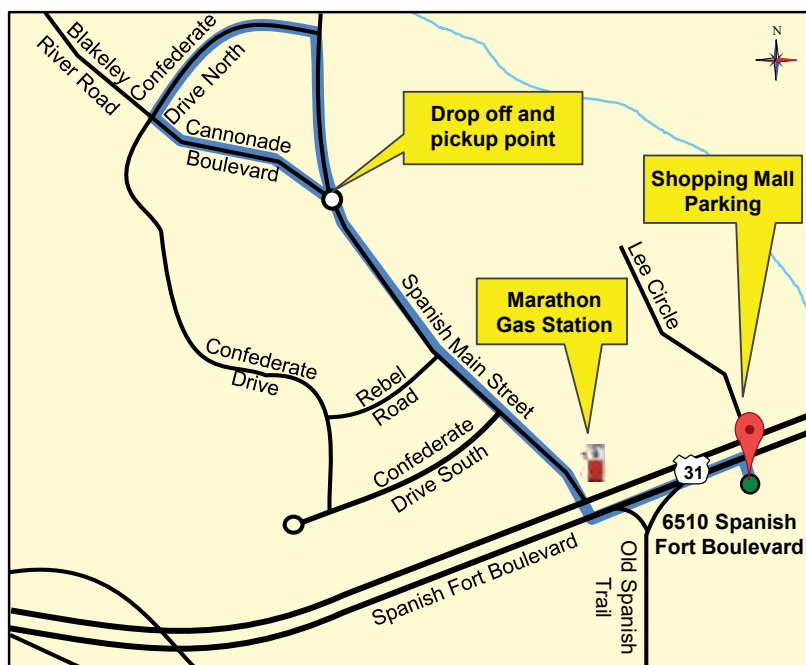 N
Blakeley
River Road
Confederate
Drive North
Cannonade
Boulevard
Drop off and
pickup point
Shopping Mall
Parking
Lee Circle
Marathon
Gas Station
Spanish Main Street
Confederate
Drive
Rebel
Road
Confederate
Drive South
31
6510 Spanish
Fort Boulevard
Spanish Fort Boulevard
Old Spanish
Trail